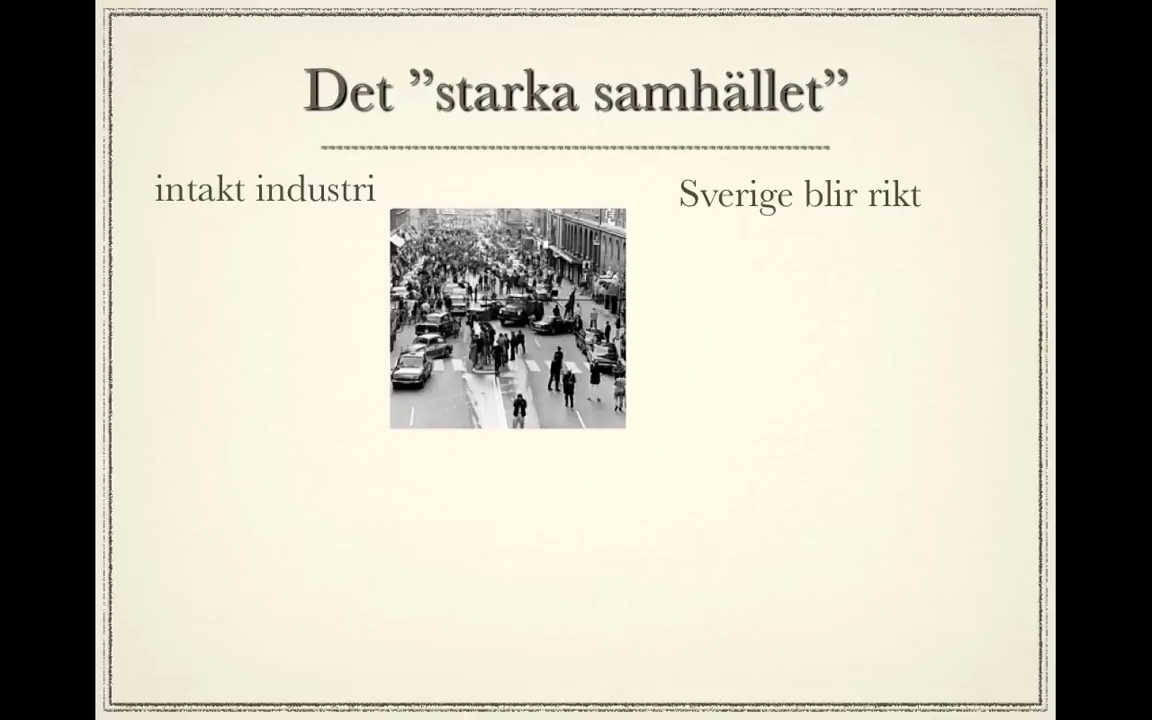 Det ”starka samhället”
intakt industri
Sverige blir rikt